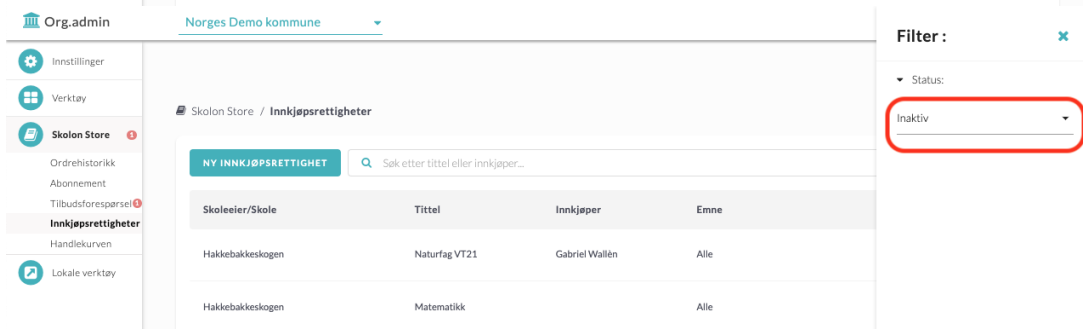 Org.admin
Norges Demo kommune
Innstillinger
Verktøy
Skolon Store 1
Ordrehistorikk
Abonnement
Tilbudsforespørsel 1
Innkjøpsrettigheter
Handlekurven
Lokale verktøy
Skolon Store / Innkjøpsrettigheter
NY INNKJØPSRETTIGHET
Søk etter tittel eller innkjøper...
Skoleeier/Skole Tittel Innkjøper Emne
Hakkebakkeskogen Naturfag VT21 Gabriel Wallèn Alle
Hakkebakkeskogen Matematikk Alle
Filter :
Status:
Inaktiv